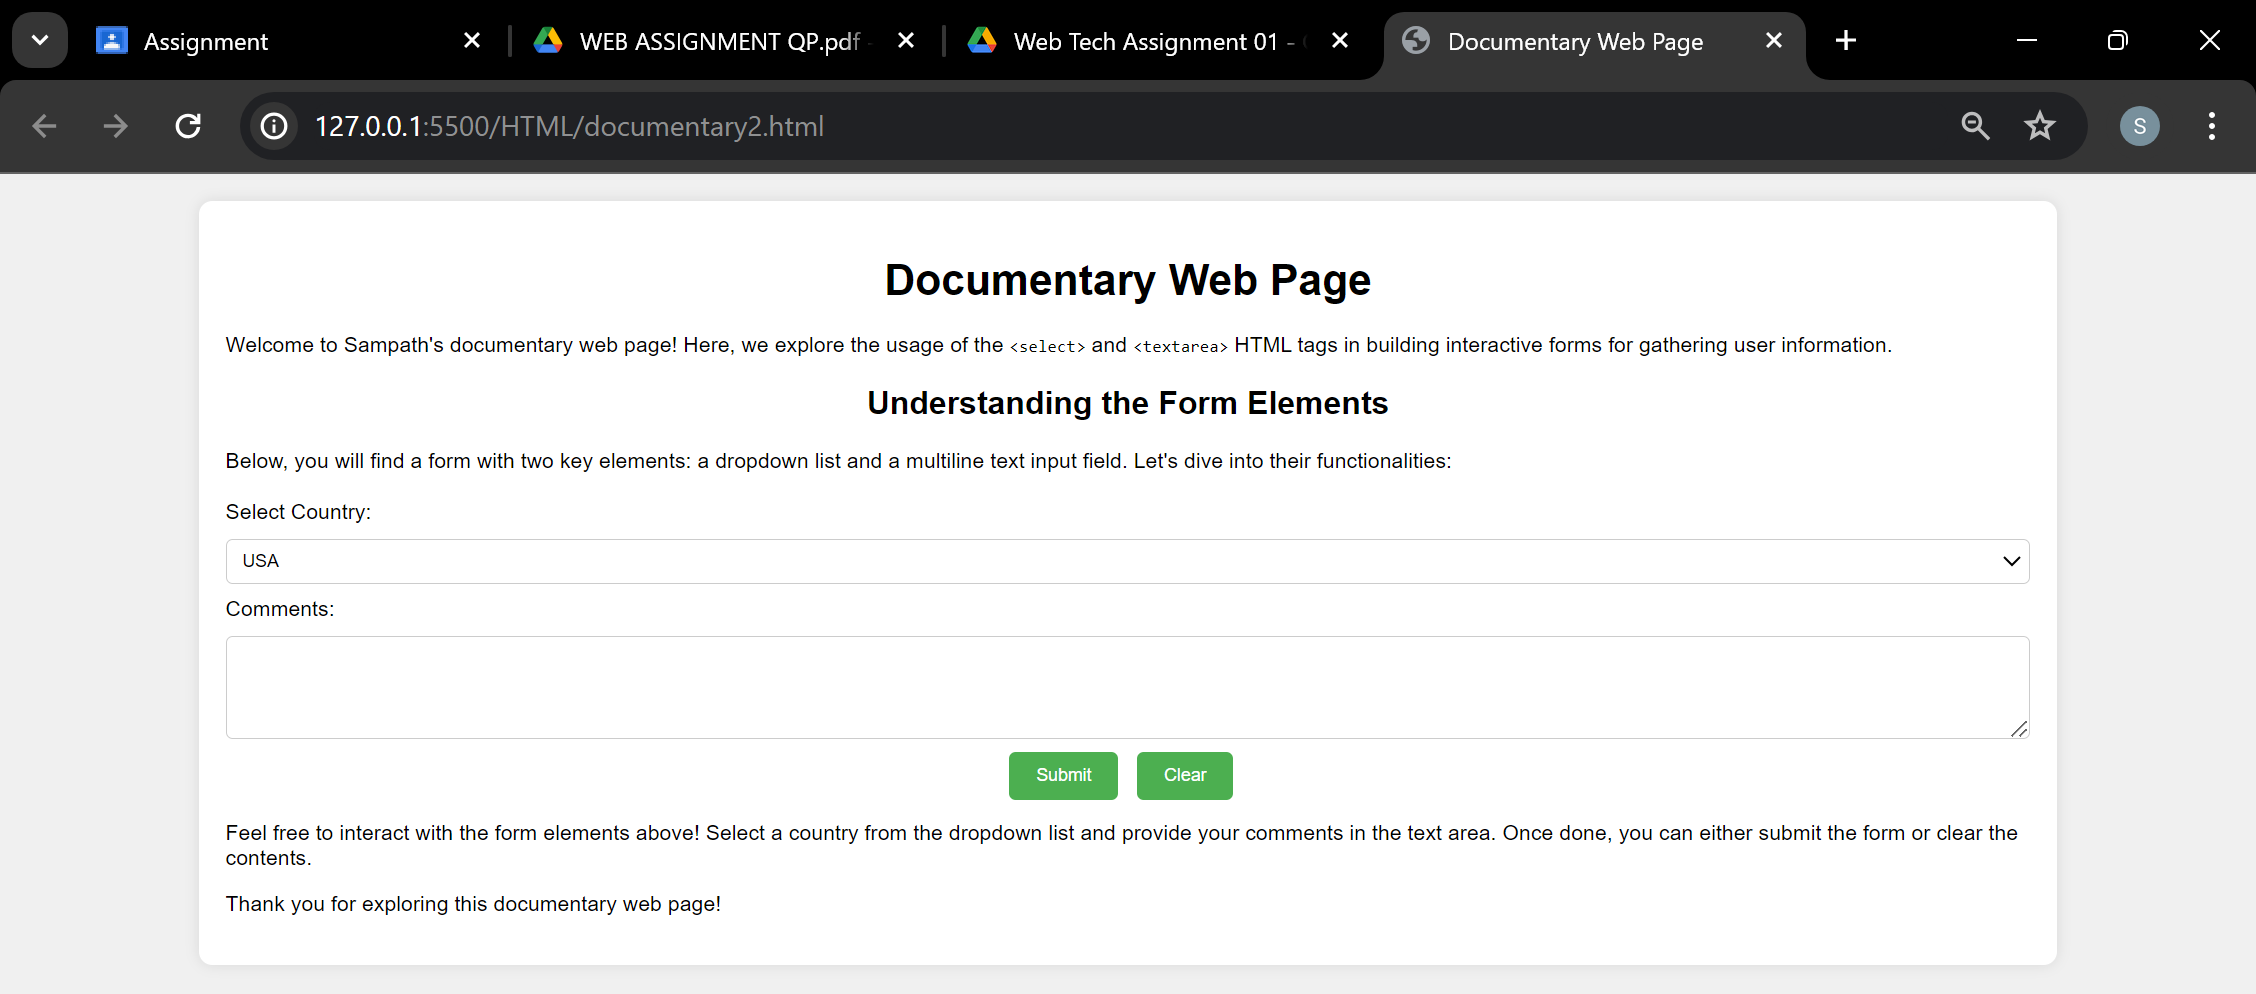 Assignment
WEB ASSIGNMENT QP.pdf -
Web Tech Assignment 01 -
Documentary Web Page
127.0.0.1:5500/HTML/documentary2.html
S
Documentary Web Page
Welcome to Sampath's documentary web page! Here, we explore the usage of the <select> and <textarea> HTML tags in building interactive forms for gathering user information.
Understanding the Form Elements
Below, you will find a form with two key elements: a dropdown list and a multiline text input field. Let's dive into their functionalities:
Select Country:
USA
Comments:
Submit
Clear
Feel free to interact with the form elements above! Select a country from the dropdown list and provide your comments in the text area. Once done, you can either submit the form or clear the
contents.
Thank you for exploring this documentary web page!